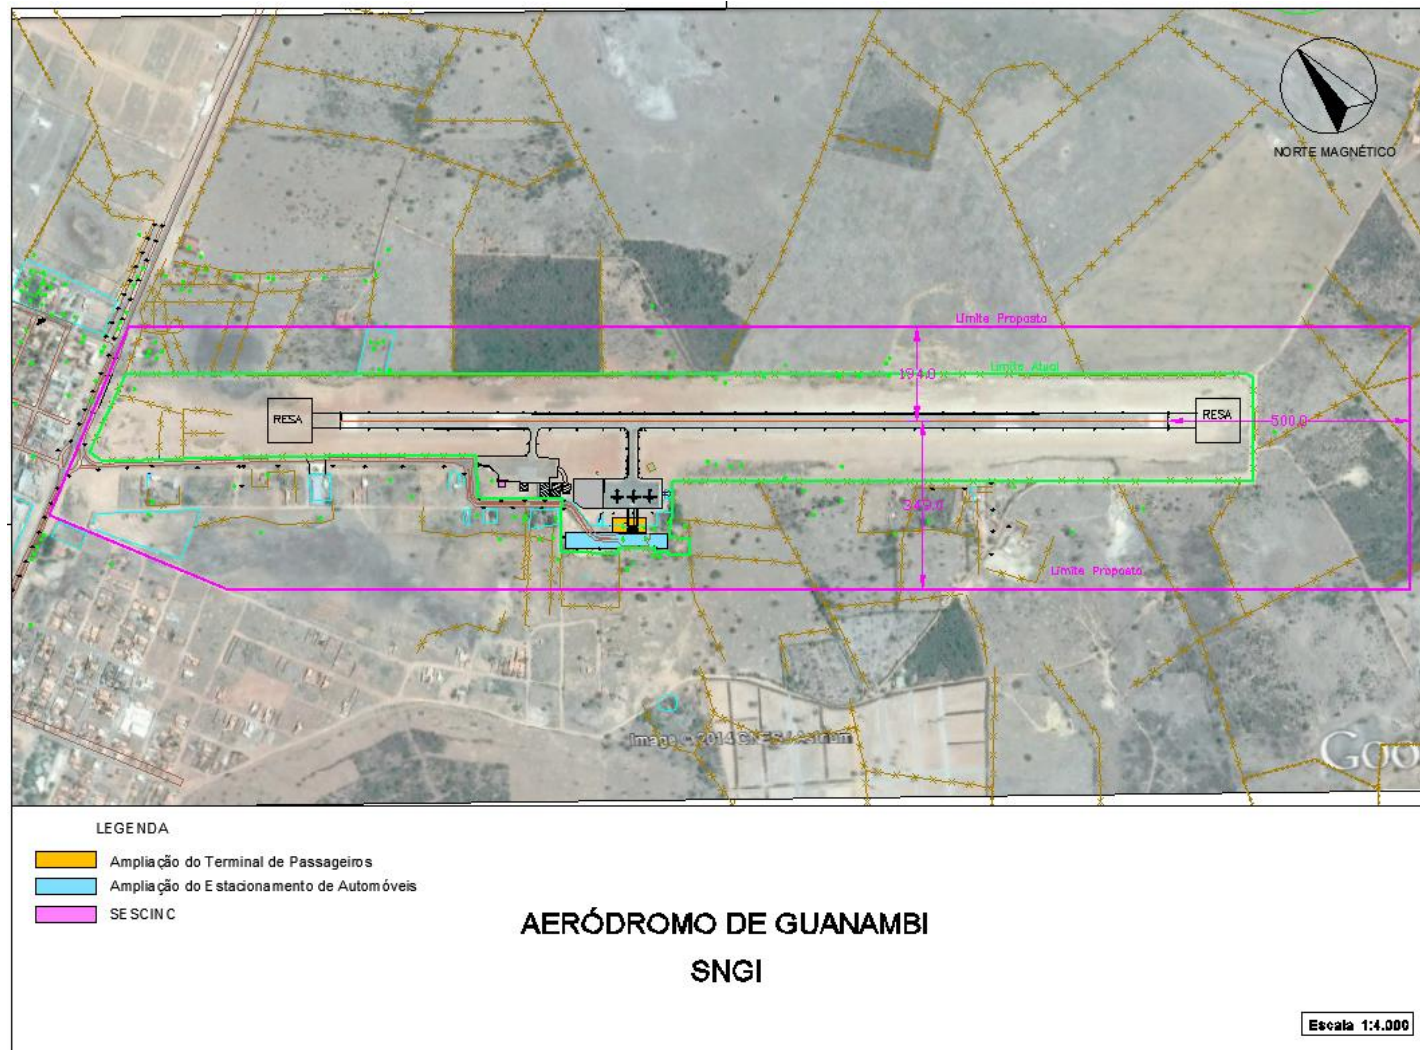 NORTE MAGNÉTICO
Limite Proposto
Limite Atual
194.0
RESA
RESA
500.0
Limite Proposto
Image © 2014 CNES / Astrium
Goo
LEGENDA
Ampliação do Terminal de Passageiros
Ampliação do Estacionamento de Automóveis
SESCINC
AERÓDROMO DE GUANAMBI
SNGI
Escala 1:4.000